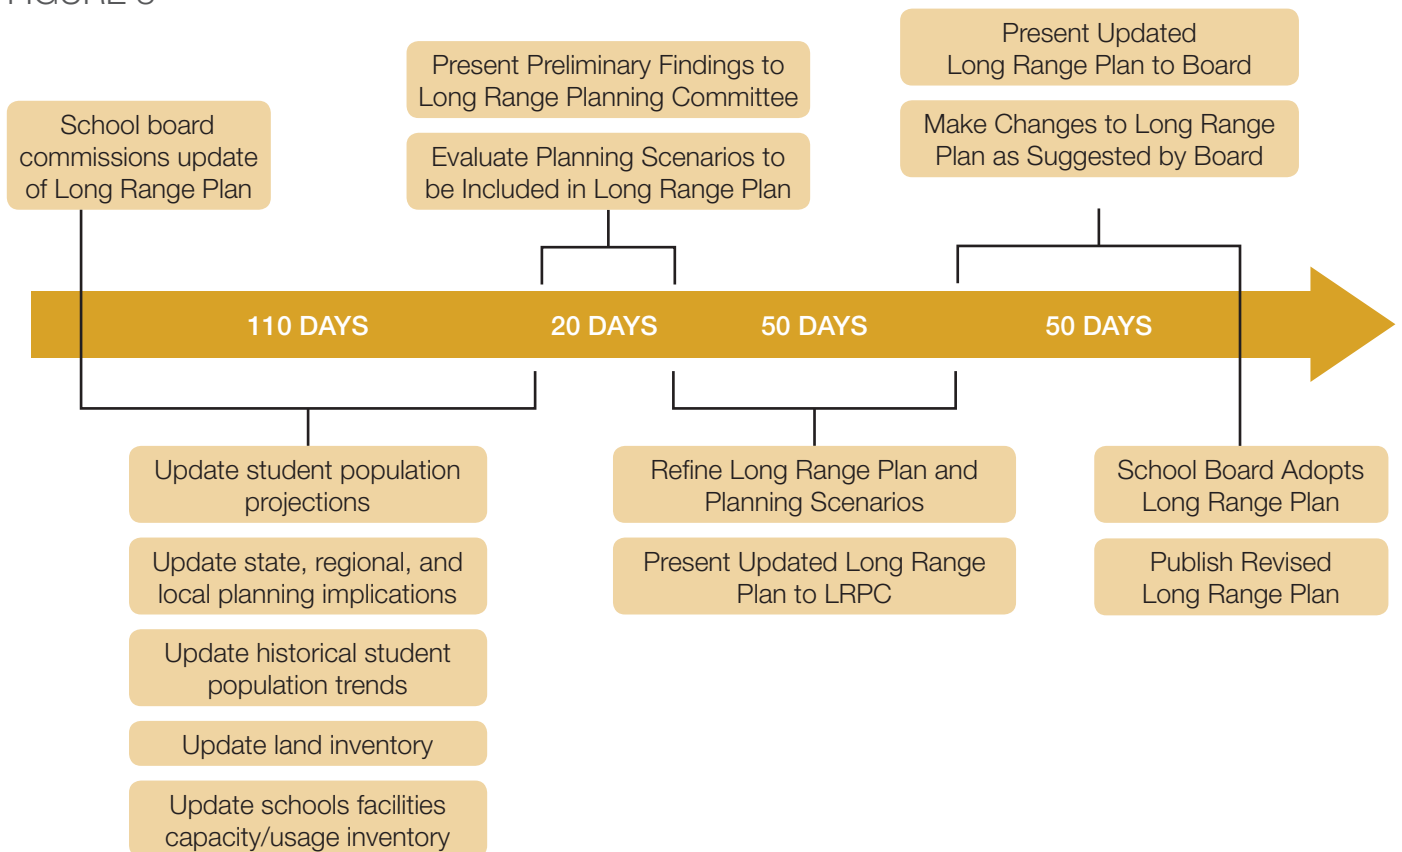 School board
commissions update
of Long Range Plan
Present Preliminary Findings to
Long Range Planning Committee
Evaluate Planning Scenarios to
be Included in Long Range Plan
Present Updated
Long Range Plan to Board
Make Changes to Long Range
Plan as Suggested by Board
110 DAYS
20 DAYS
50 DAYS
50 DAYS
Update student population
projections
Update state, regional, and
local planning implications
Update historical student
population trends
Update land inventory
Update schools facilities
capacity/usage inventory
Refine Long Range Plan and
Planning Scenarios
Present Updated Long Range
Plan to LRPC
School Board Adopts
Long Range Plan
Publish Revised
Long Range Plan